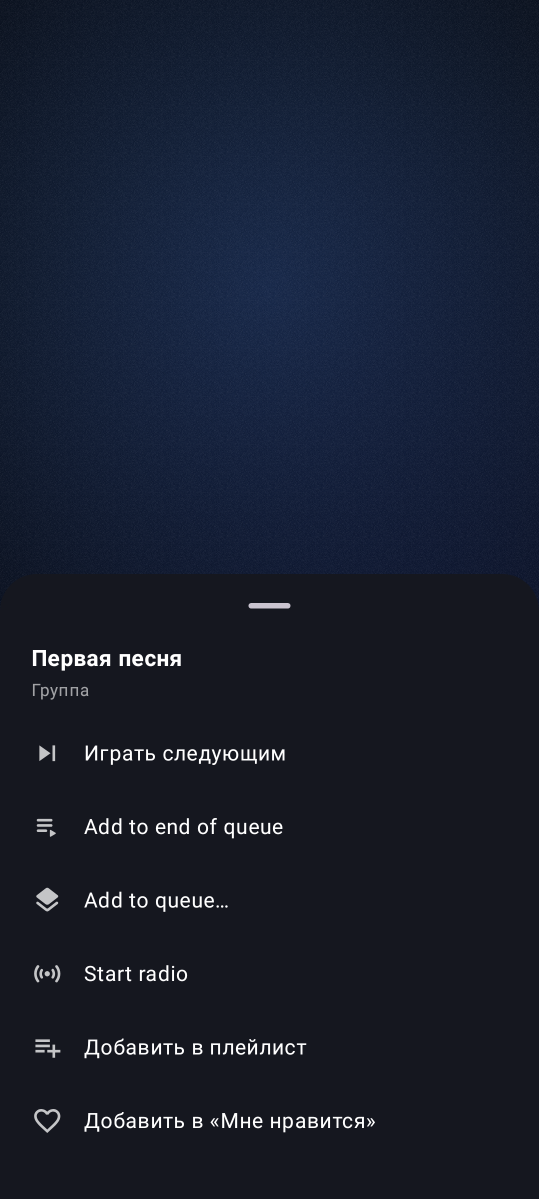 Первая песня
Группа
Играть следующим
Add to end of queue
Add to queue…
Start radio
Добавить в плейлист
Добавить в «Мне нравится»